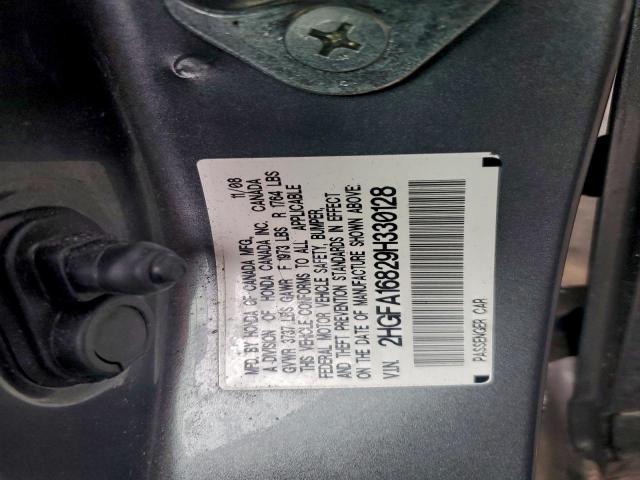 MFD. BY HONDA OF CANADA MFG. 11/08
A DIVISION OF HONDA CANADA INC. CANADA
GVWR 3737 LBS GAWR F 1973 LBS R 1764 LBS
THIS VEHICLE CONFORMS TO ALL APPLICABLE
FEDERAL MOTOR VEHICLE SAFETY, BUMPER,
AND THEFT PREVENTION STANDARDS IN EFFECT
ON THE DATE OF MANUFACTURE SHOWN ABOVE:
V.I.N: 2HGFA16829H330128
PASSENGER CAR